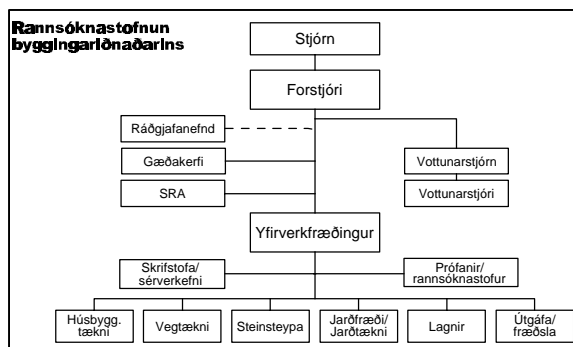 Rannsóknastofnun
byggingariðnaðarins
Stjórn
Forstjóri
Ráðgjafanefnd
Gæðakerfi
Vottunarstjórn
SRA
Vottunarstjóri
Yfirverkfræðingur
Skrifstofa/
sérverkefni
Prófanir/
rannsóknastofur
Húsbygg.
tækni
Vegtækni
Steinsteypa
Jarðfræði/
Jarðtækni
Lagnir
Útgáfa/
fræðsla